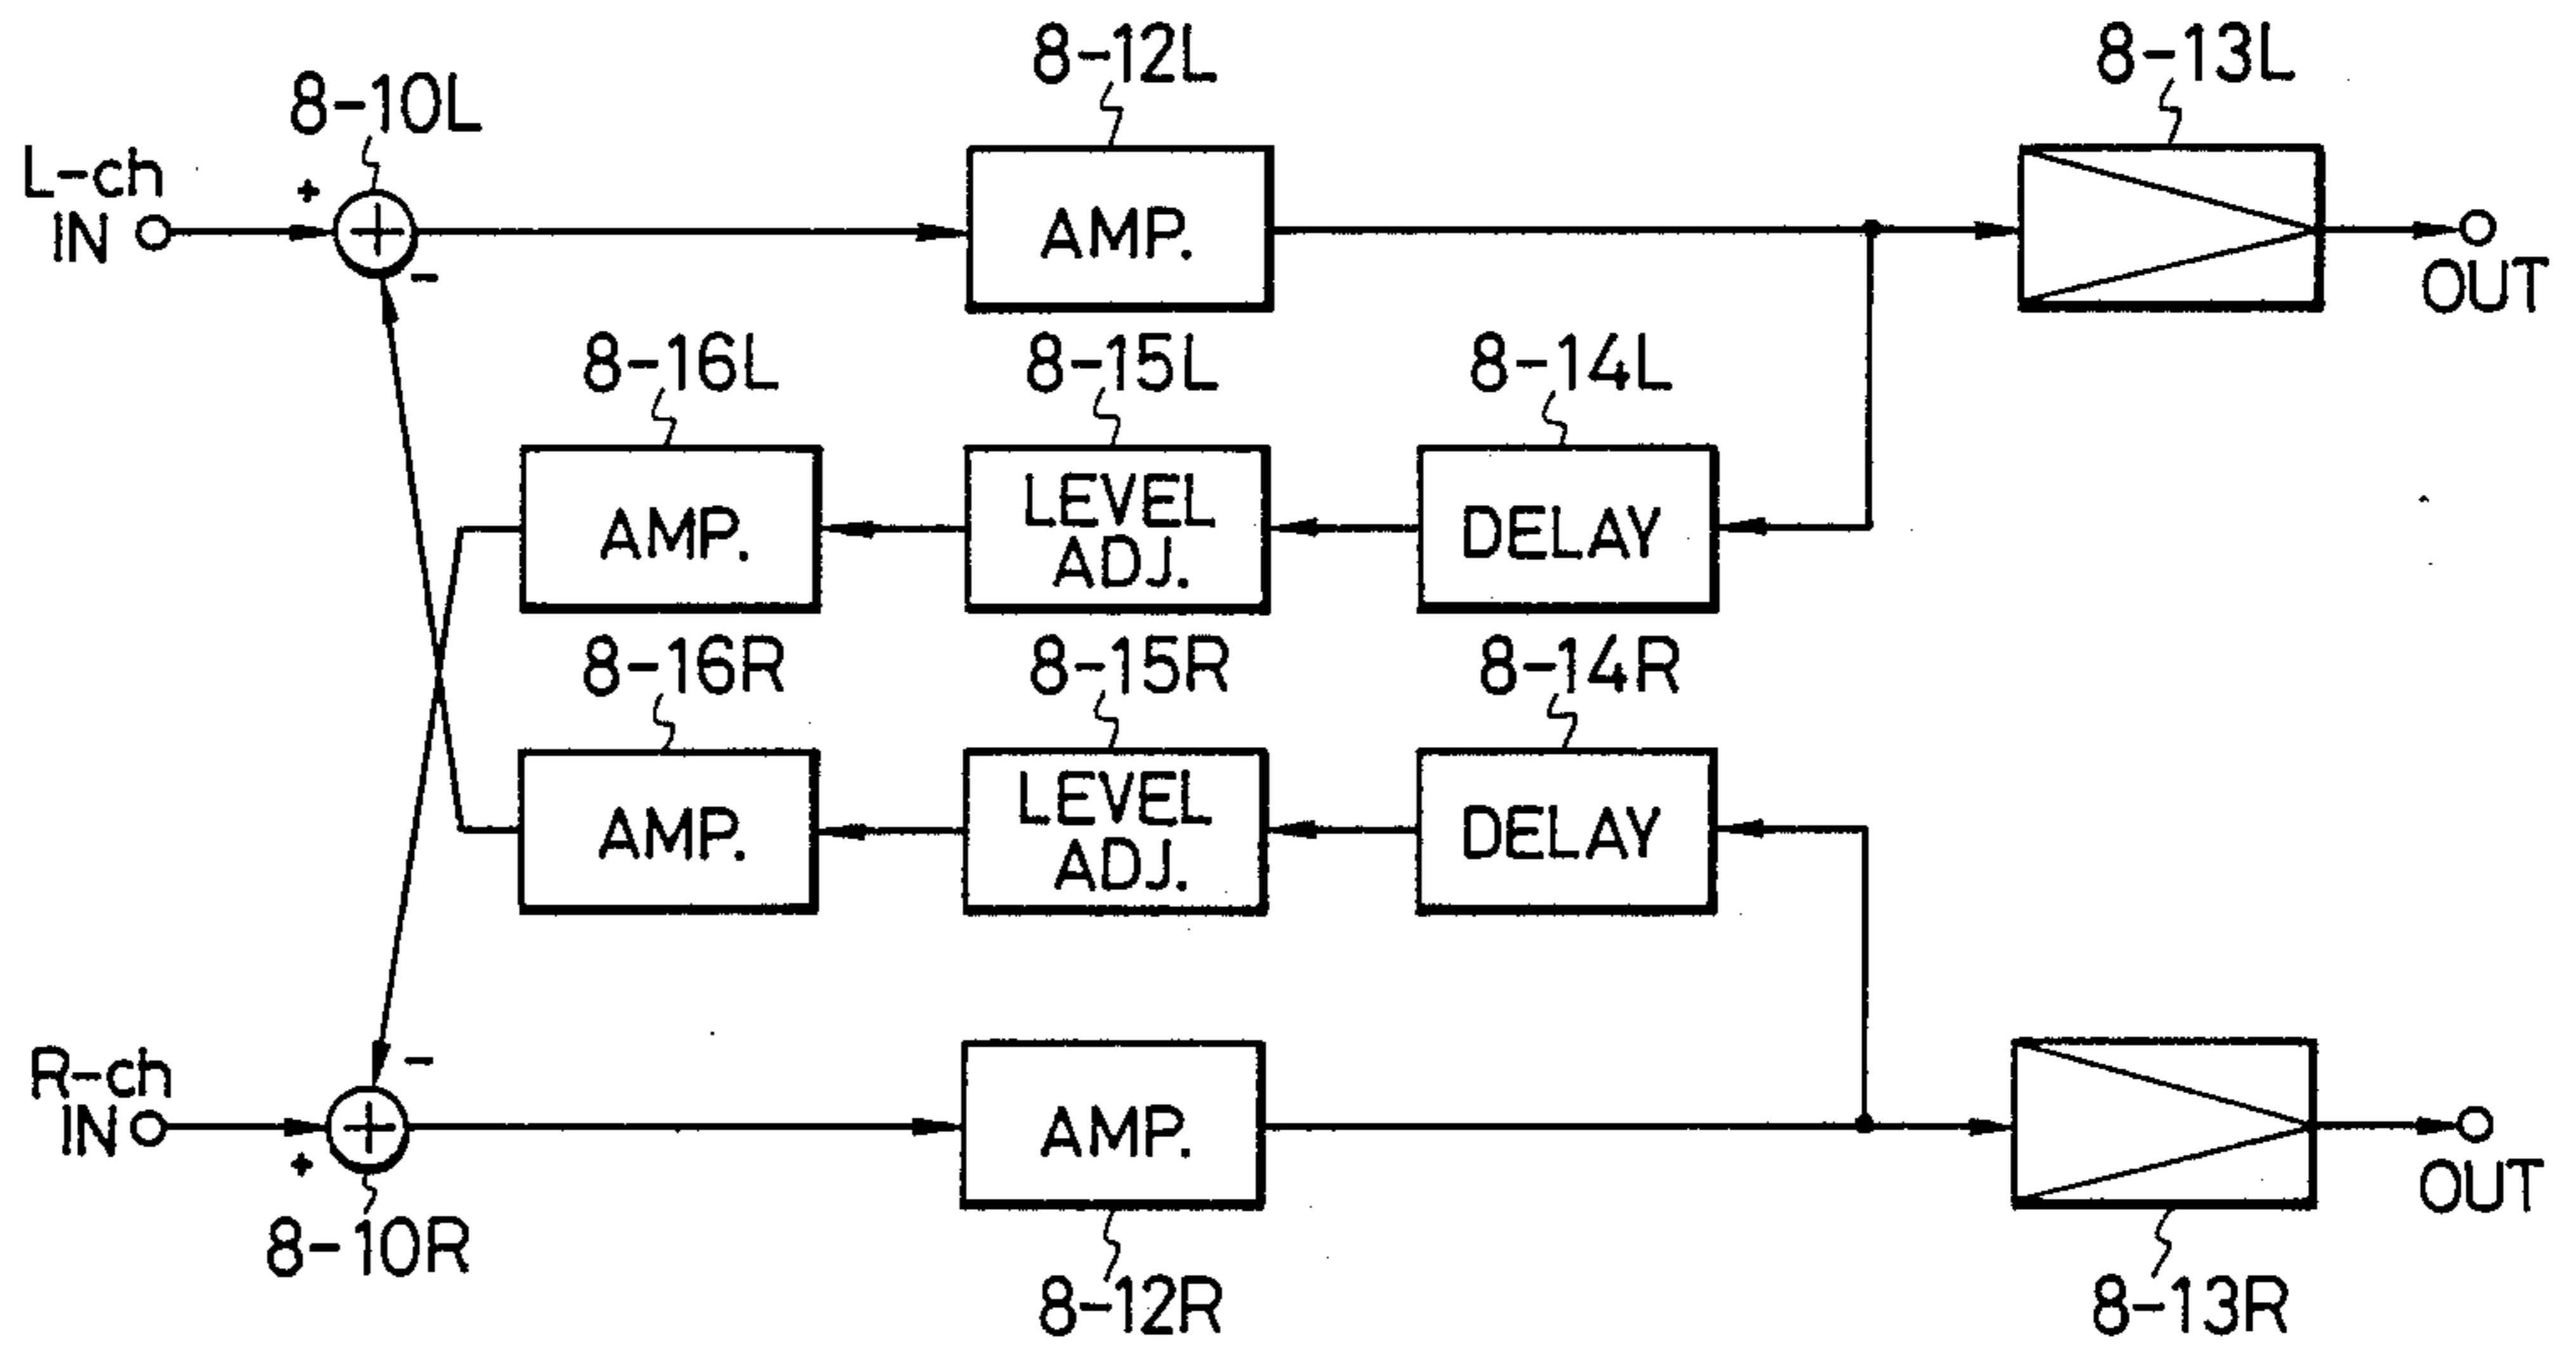 8-12L
8-13L
8-10L
L-ch
IN
+
-
AMP.
OUT
8-16L
8-15L
8-14L
AMP.
LEVEL
ADJ.
DELAY
8-16R
8-15R
8-14R
AMP.
LEVEL
ADJ.
DELAY
R-ch
IN
-
+
AMP.
OUT
8-10R
8-12R
8-13R